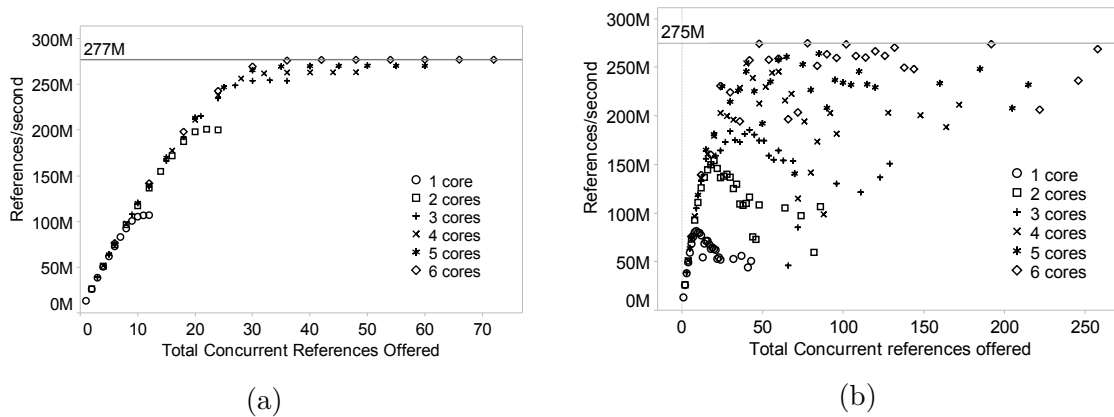 277M
300M
250M
200M
150M
100M
50M
0M
References/second
0 10 20 30 40 50 60 70
Total Concurrent References Offered
1 core
2 cores
3 cores
4 cores
5 cores
6 cores
(a)
275M
300M
250M
200M
150M
100M
50M
0M
References/second
0 50 100 150 200 250
Total Concurrent references offered
1 core
2 cores
3 cores
4 cores
5 cores
6 cores
(b)